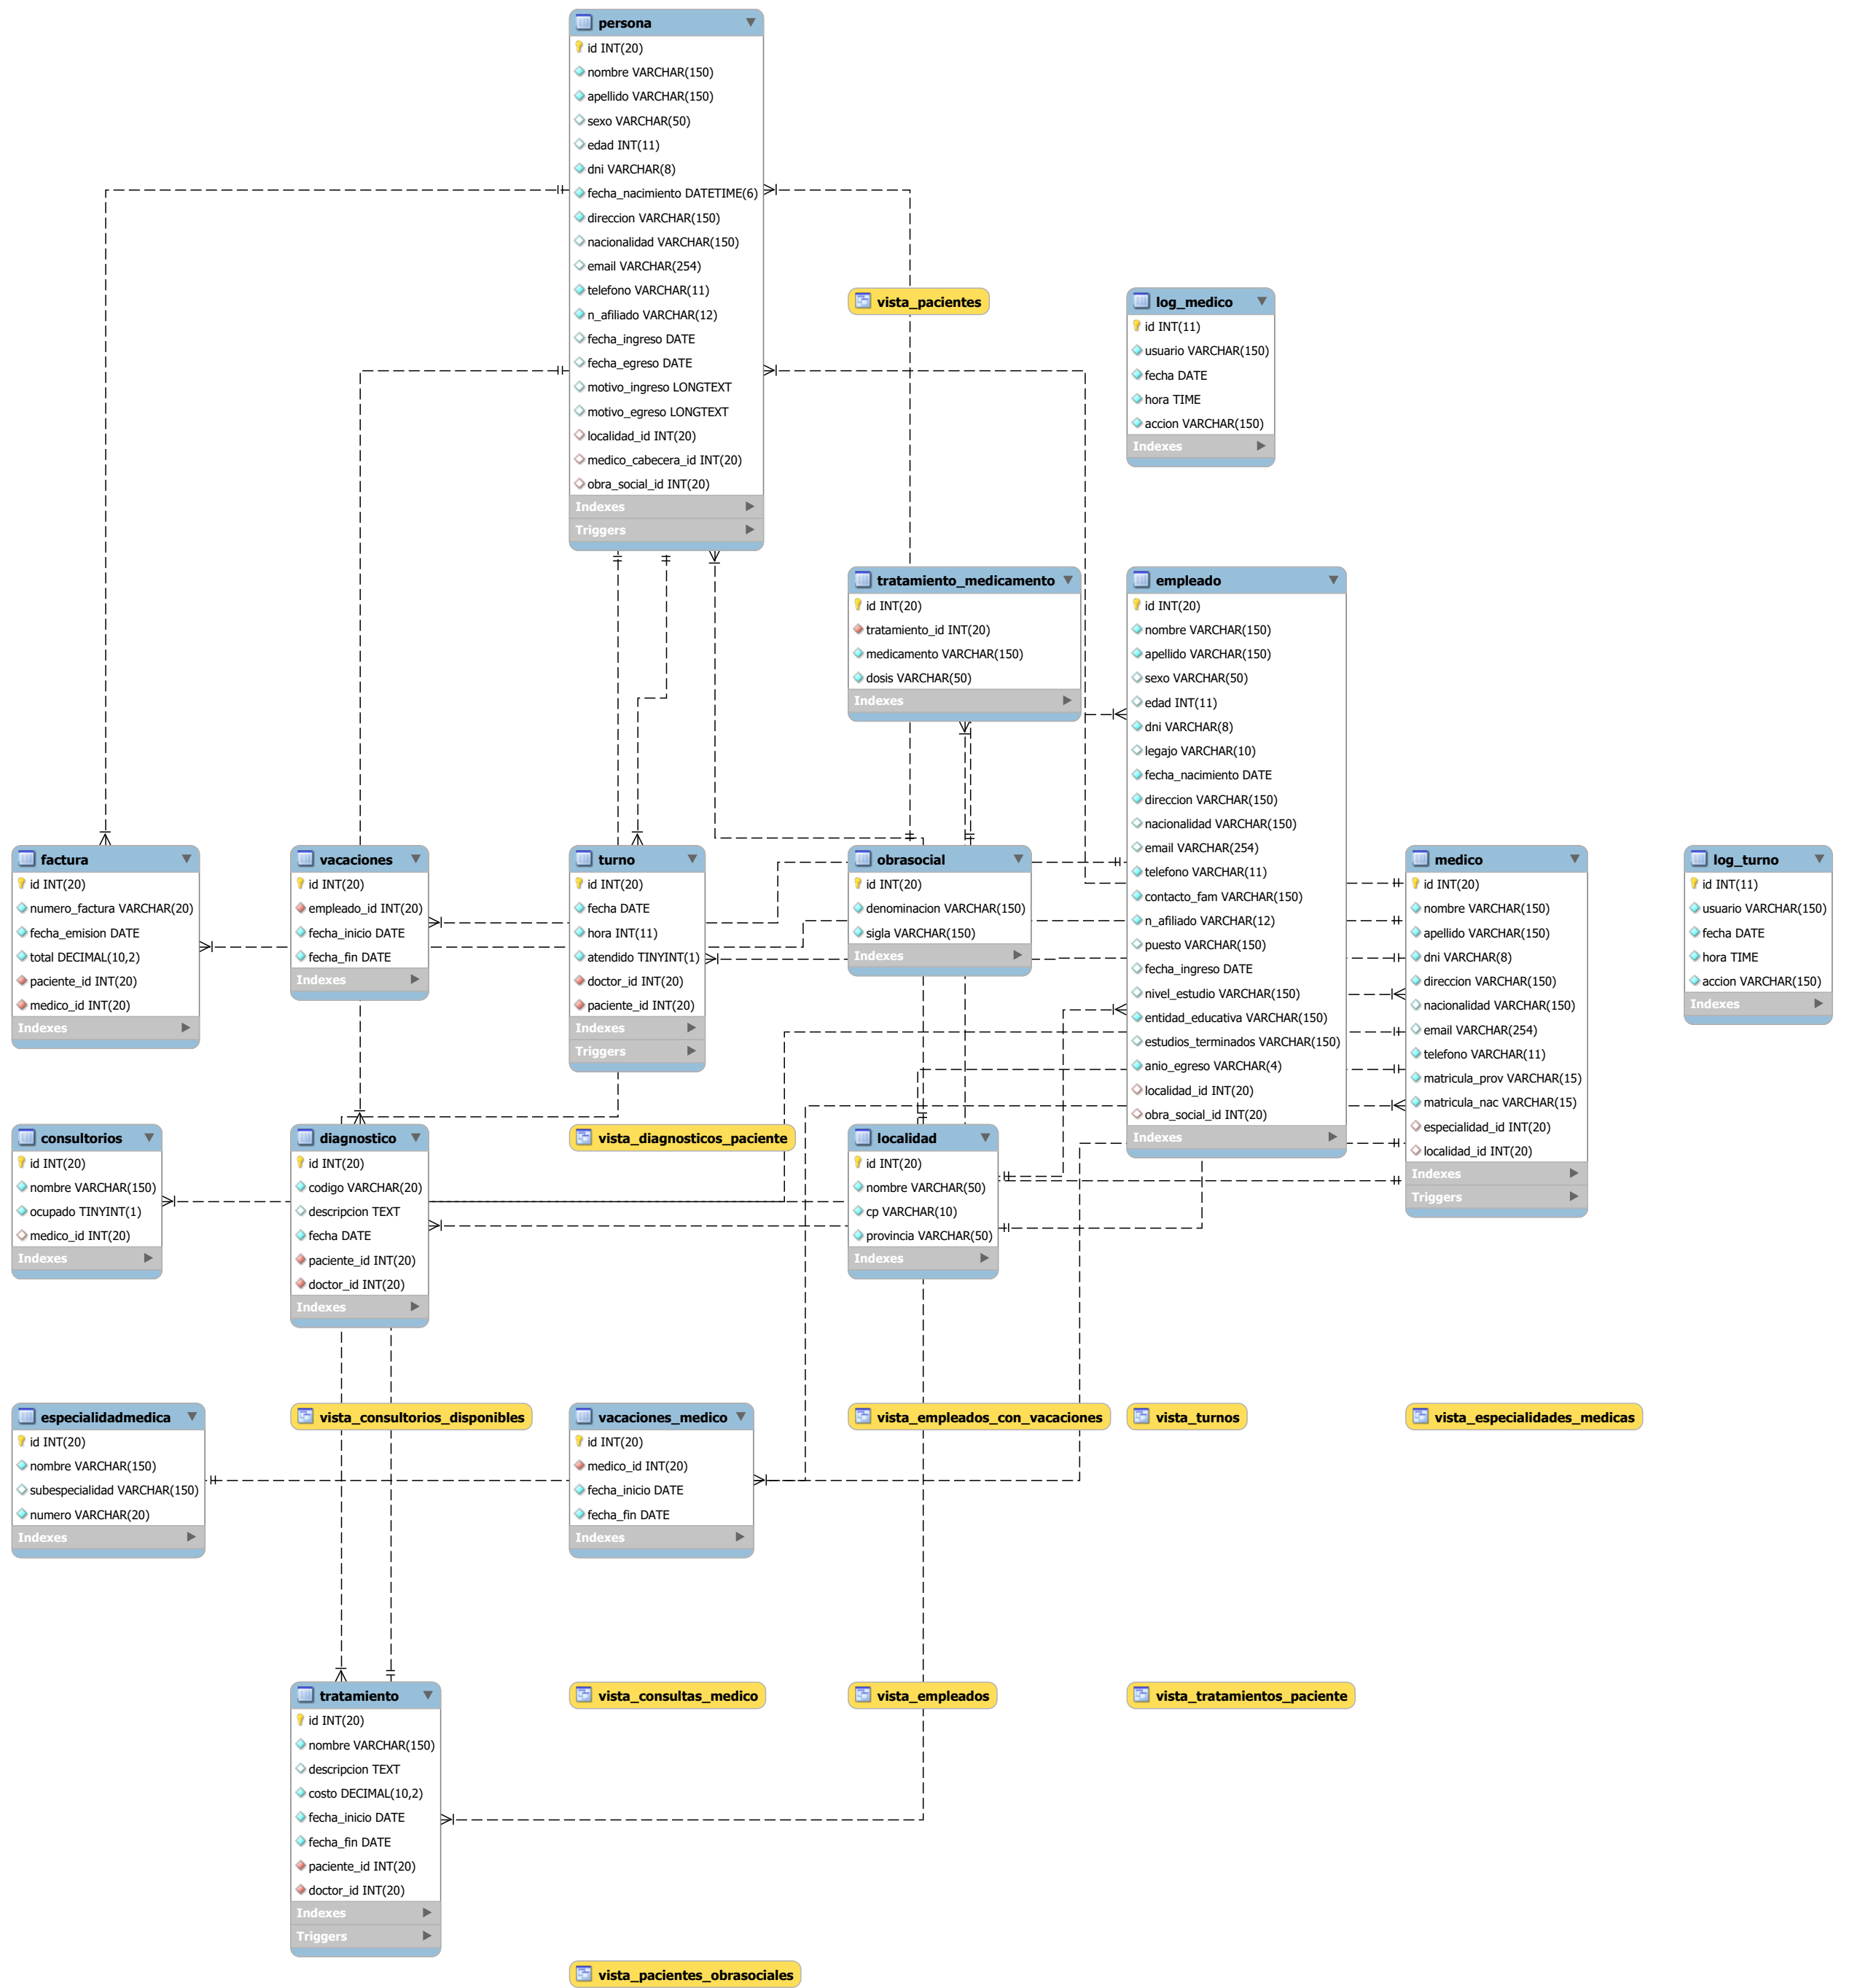 persona
id INT(20)
nombre VARCHAR(150)
apellido VARCHAR(150)
sexo VARCHAR(50)
edad INT(11)
dni VARCHAR(8)
fecha_nacimiento DATETIME(6)
direccion VARCHAR(150)
nacionalidad VARCHAR(150)
email VARCHAR(254)
telefono VARCHAR(11)
n_afiliado VARCHAR(12)
fecha_ingreso DATE
fecha_egreso DATE
motivo_ingreso LONGTEXT
motivo_egreso LONGTEXT
localidad_id INT(20)
medico_cabecera_id INT(20)
obra_social_id INT(20)
Indexes
Triggers
vista_pacientes
log_medico
id INT(11)
usuario VARCHAR(150)
fecha DATE
hora TIME
accion VARCHAR(150)
Indexes
tratamiento_medicamento
id INT(20)
tratamiento_id INT(20)
medicamento VARCHAR(150)
dosis VARCHAR(50)
Indexes
empleado
id INT(20)
nombre VARCHAR(150)
apellido VARCHAR(150)
sexo VARCHAR(50)
edad INT(11)
dni VARCHAR(8)
legajo VARCHAR(10)
fecha_nacimiento DATE
direccion VARCHAR(150)
nacionalidad VARCHAR(150)
email VARCHAR(254)
telefono VARCHAR(11)
contacto_fam VARCHAR(150)
n_afiliado VARCHAR(12)
puesto VARCHAR(150)
fecha_ingreso DATE
nivel_estudio VARCHAR(150)
entidad_educativa VARCHAR(150)
estudios_terminados VARCHAR(150)
anio_egreso VARCHAR(4)
localidad_id INT(20)
obra_social_id INT(20)
Indexes
factura
id INT(20)
numero_factura VARCHAR(20)
fecha_emision DATE
total DECIMAL(10,2)
paciente_id INT(20)
medico_id INT(20)
Indexes
vacaciones
id INT(20)
empleado_id INT(20)
fecha_inicio DATE
fecha_fin DATE
Indexes
turno
id INT(20)
fecha DATE
hora INT(11)
atendido TINYINT(1)
doctor_id INT(20)
paciente_id INT(20)
Indexes
Triggers
obrasocial
id INT(20)
denominacion VARCHAR(150)
sigla VARCHAR(150)
Indexes
medico
id INT(20)
nombre VARCHAR(150)
apellido VARCHAR(150)
dni VARCHAR(8)
direccion VARCHAR(150)
nacionalidad VARCHAR(150)
email VARCHAR(254)
telefono VARCHAR(11)
matricula_prov VARCHAR(15)
matricula_nac VARCHAR(15)
especialidad_id INT(20)
localidad_id INT(20)
Indexes
Triggers
log_turno
id INT(11)
usuario VARCHAR(150)
fecha DATE
hora TIME
accion VARCHAR(150)
Indexes
consultorios
id INT(20)
nombre VARCHAR(150)
ocupado TINYINT(1)
medico_id INT(20)
Indexes
diagnostico
id INT(20)
codigo VARCHAR(20)
descripcion TEXT
fecha DATE
paciente_id INT(20)
doctor_id INT(20)
Indexes
vista_diagnosticos_paciente
localidad
id INT(20)
nombre VARCHAR(50)
cp VARCHAR(10)
provincia VARCHAR(50)
Indexes
especialidadmedica
id INT(20)
nombre VARCHAR(150)
subespecialidad VARCHAR(150)
numero VARCHAR(20)
Indexes
vista_consultorios_disponibles
vacaciones_medico
id INT(20)
medico_id INT(20)
fecha_inicio DATE
fecha_fin DATE
Indexes
vista_empleados_con_vacaciones
vista_turnos
vista_especialidades_medicas
tratamiento
id INT(20)
nombre VARCHAR(150)
descripcion TEXT
costo DECIMAL(10,2)
fecha_inicio DATE
fecha_fin DATE
paciente_id INT(20)
doctor_id INT(20)
Indexes
Triggers
vista_consultas_medico
vista_empleados
vista_tratamientos_paciente
vista_pacientes_obrasociales